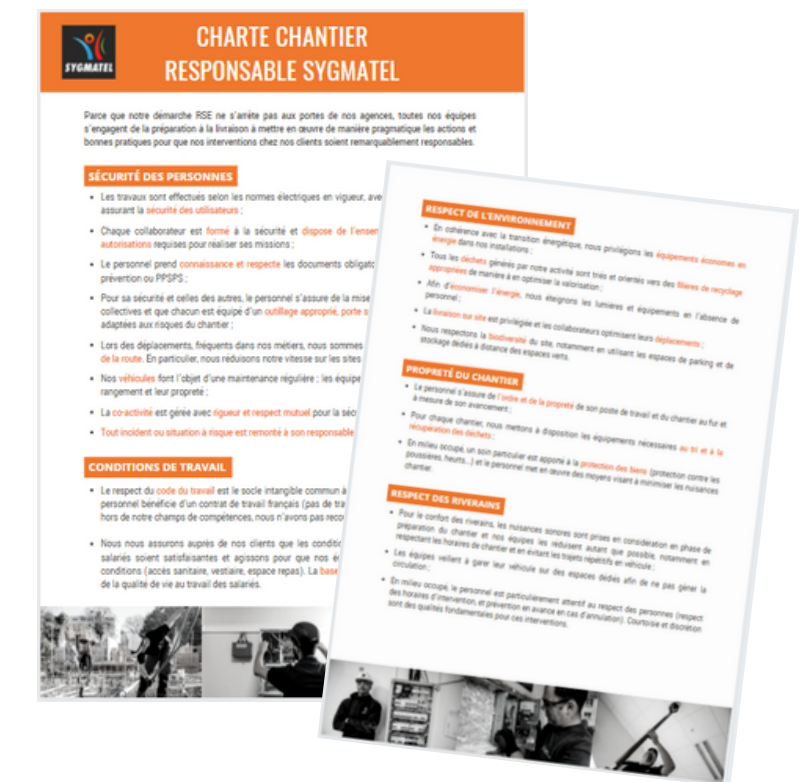 SYGMATEL
CHARTE CHANTIER
RESPONSABLE SYGMATEL
Parce que notre démarche RSE ne s'arrête pas aux portes de nos agences, toutes nos équipes
s'engagent de la préparation à la livraison à mettre en œuvre de manière pragmatique les actions et
bonnes pratiques pour que nos interventions chez nos clients soient remarquablement responsables.
SÉCURITÉ DES PERSONNES
• Les travaux sont effectués selon les normes électriques en vigueur, ave
assurant la sécurité des utilisateurs ;
• Chaque collaborateur est formé à la sécurité et dispose de l'ensem
autorisations requises pour réaliser ses missions ;
• Le personnel prend connaissance et respecte les documents obligato
prévention ou PPSPS ;
• Pour sa sécurité et celles des autres, le personnel s'assure de la mise
collectives et que chacun est équipé d'un outillage approprié, porte s
adaptées aux risques du chantier ;
• Lors des déplacements, fréquents dans nos métiers, nous sommes
de la route. En particulier, nous réduisons notre vitesse sur les sites
• Nos véhicules font l'objet d'une maintenance régulière ; les équipe
rangement et leur propreté ;
• La co-activité est gérée avec rigueur et respect mutuel pour la sécu
• Tout incident ou situation à risque est remonté à son responsable
CONDITIONS DE TRAVAIL
• Le respect du code du travail est le socle intangible commun à
personnel bénéficie d'un contrat de travail français (pas de tra
hors de notre champs de compétences, nous n'avons pas recou
• Nous nous assurons auprès de nos clients que les conditio
salariés soient satisfaisantes et agissons pour que nos é
conditions (accès sanitaire, vestiaire, espace repas). La base
de la qualité de vie au travail des salariés.
RESPECT DE L'ENVIRONNEMENT
• En cohérence avec la transition énergétique, nous privilégions les équipements économes en
énergie dans nos installations ;
• Tous les déchets générés par notre activité sont triés et orientés vers des filières de recyclage
appropriées de manière à en optimiser la valorisation ;
• Afin d'économiser l'énergie, nous éteignons les lumières et équipements en l'absence de
personnel ;
• La livraison sur site est privilégiée et les collaborateurs optimisent leurs déplacements ;
• Nous respectons la biodiversité du site, notamment en utilisant les espaces de parking et de
stockage dédiés à distance des espaces verts.
PROPRETÉ DU CHANTIER
• Le personnel s'assure de l'ordre et de la propreté de son poste de travail et du chantier au fur et
à mesure de son avancement ;
• Pour chaque chantier, nous mettons à disposition les équipements nécessaires au tri et à la
récupération des déchets ;
• En milieu occupé, un soin particulier est apporté à la protection des biens (protection contre les
poussières, heurts...) et le personnel met en œuvre des moyens visant à minimiser les nuisances
chantier.
RESPECT DES RIVERAINS
• Pour le confort des riverains, les nuisances sonores sont prises en considération en phase de
préparation du chantier et nos équipes les réduisent autant que possible, notamment en
respectant les horaires de chantier et en évitant les trajets répétitifs en véhicule ;
• Les équipes veillent à garer leur véhicule sur des espaces dédiés afin de ne pas gêner la
circulation ;
• En milieu occupé, le personnel est particulièrement attentif au respect des personnes (respect
des horaires d'intervention, et prévention en avance en cas d'annulation). Courtoisie et discrétion
sont des qualités fondamentales pour ces interventions.